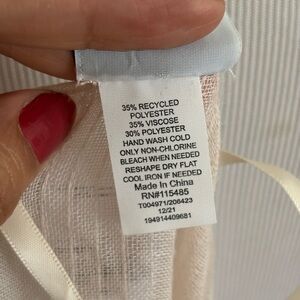 35% RECYCLED
POLYESTER
35% VISCOSE
30% POLYESTER
HAND WASH COLD
ONLY NON-CHLORINE
BLEACH WHEN NEEDED
RESHAPE DRY FLAT
COOL IRON IF NEEDED
Made In China
RN#115485
T004971/206423
12/21
194914409681